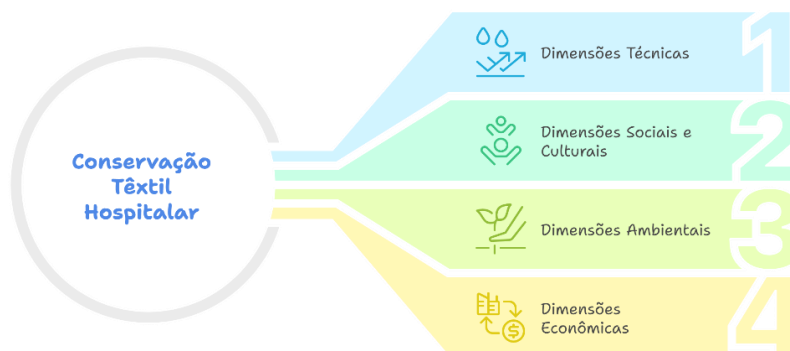 Conservação
Têxtil
Hospitalar
Dimensões Técnicas
1
Dimensões Sociais e
Culturais
2
Dimensões Ambientais
3
Dimensões
Econômicas
4
$